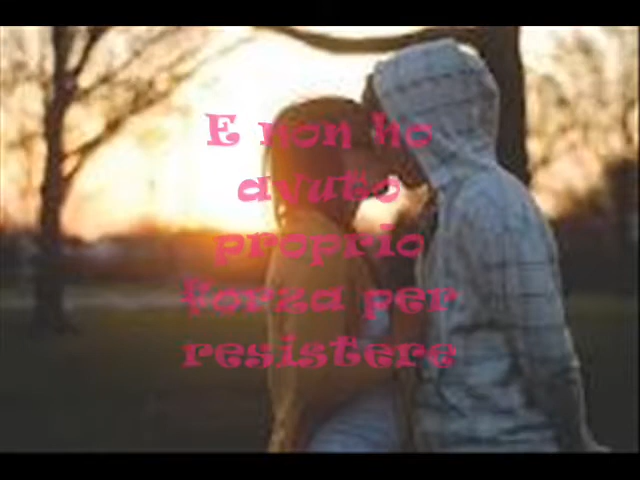 E non ho
avuto
proprio
forza per
resistere